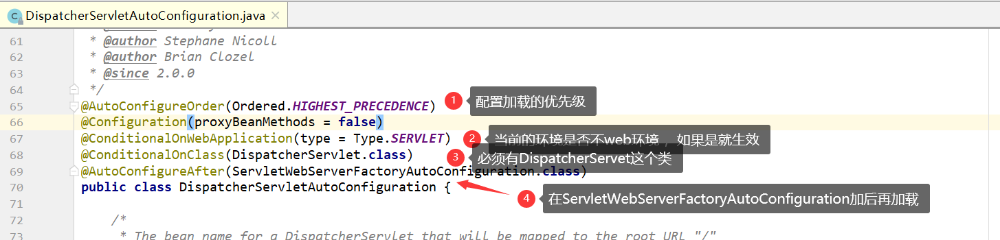 DispatcherServletAutoConfiguration.java
61 * @author Stephane Nicoll
62 * @author Brian Clozel
63 * @since 2.0.0
64 */
65 @AutoConfigureOrder(Ordered.HIGHEST_PRECEDENCE) 1 配置加载的优先级
66 @Configuration(proxyBeanMethods = false)
67 @ConditionalOnWebApplication(type = Type.SERVLET) 2 当前的环境是否不web环境，如果是就生效
68 @ConditionalOnClass(DispatcherServlet.class) 3 必须有DispatcherServet这个类
69 @AutoConfigureAfter(ServletWebServerFactoryAutoConfiguration.class)
70 public class DispatcherServletAutoConfiguration {
4 在ServletWebServerFactoryAutoConfiguration加后再加载
71
72 /*
73 * The bean name for a DispatcherServlet that will be mapped to the root URL "/"